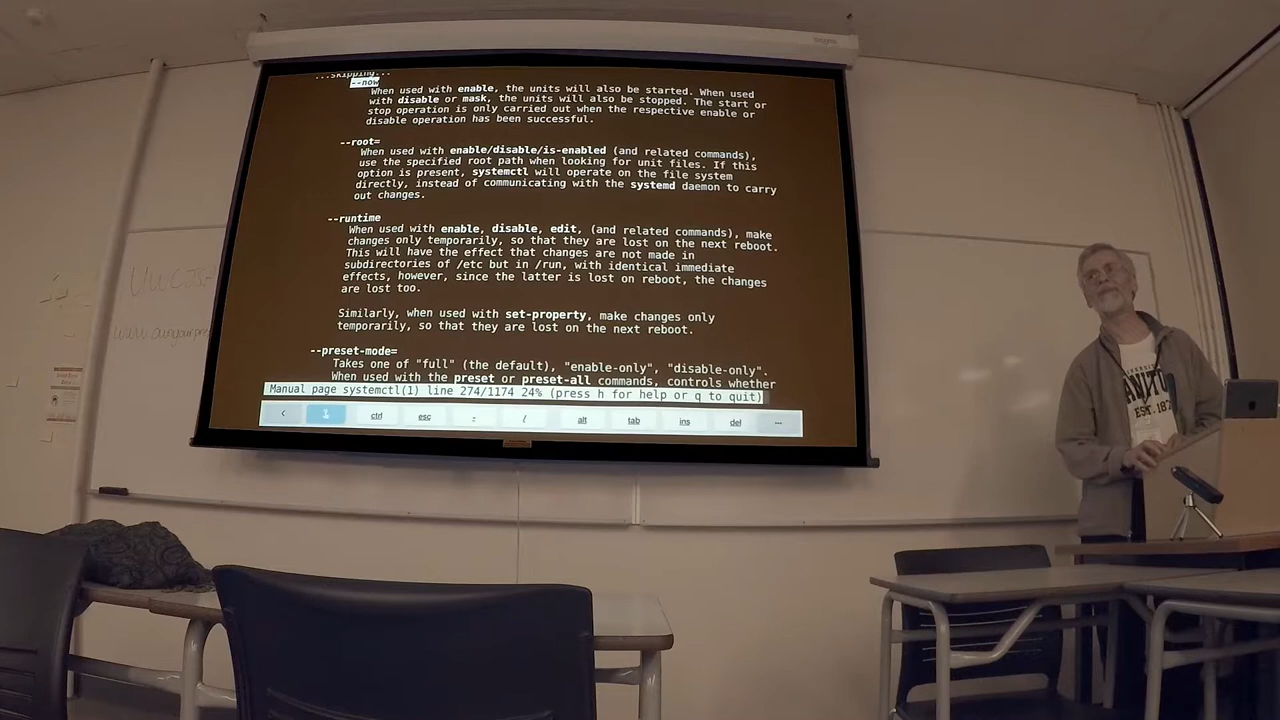 ...skipping...
--now
When used with enable, the units will also be started. When used
with disable or mask, the units will also be stopped. The start or
stop operation is only carried out when the respective enable or
disable operation has been successful.
--root=
When used with enable/disable/is-enabled (and related commands),
use the specified root path when looking for unit files. If this
option is present, systemctl will operate on the file system
directly, instead of communicating with the systemd daemon to carry
out changes.
--runtime
When used with enable, disable, edit, (and related commands), make
changes only temporarily, so that they are lost on the next reboot.
This will have the effect that changes are not made in
subdirectories of /etc but in /run, with identical immediate
effects, however, since the latter is lost on reboot, the changes
are lost too.
Similarly, when used with set-property, make changes only
temporarily, so that they are lost on the next reboot.
--preset-mode=
Takes one of "full" (the default), "enable-only", "disable-only".
When used with the preset or preset-all commands, controls whether
Manual page systemctl(1) line 274/1174 24% (press h for help or q to quit)
ctrl esc - / alt tab ins del ...
EST. 187